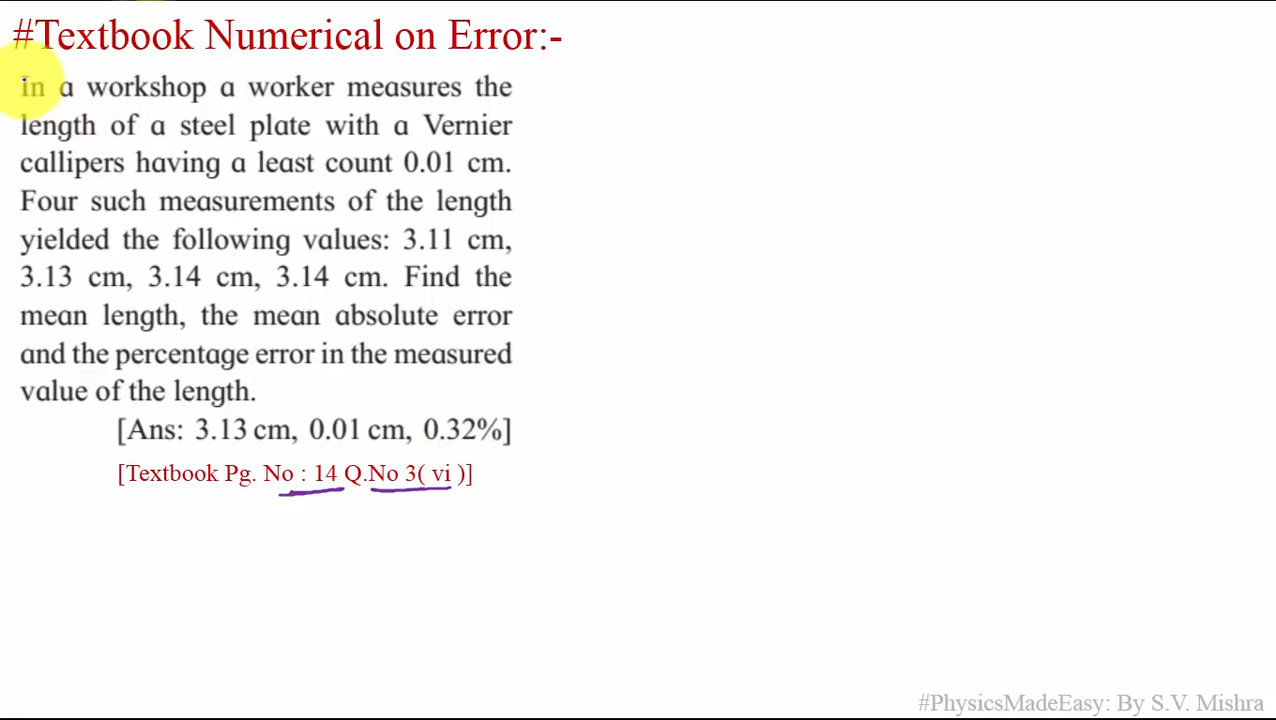 #Textbook Numerical on Error:-
In a workshop a worker measures the
length of a steel plate with a Vernier
callipers having a least count 0.01 cm.
Four such measurements of the length
yielded the following values: 3.11 cm,
3.13 cm, 3.14 cm, 3.14 cm. Find the
mean length, the mean absolute error
and the percentage error in the measured
value of the length.
[Ans: 3.13 cm, 0.01 cm, 0.32%]
[Textbook Pg. No : 14 Q.No 3( vi )]
#PhysicsMadeEasy: By S.V. Mishra